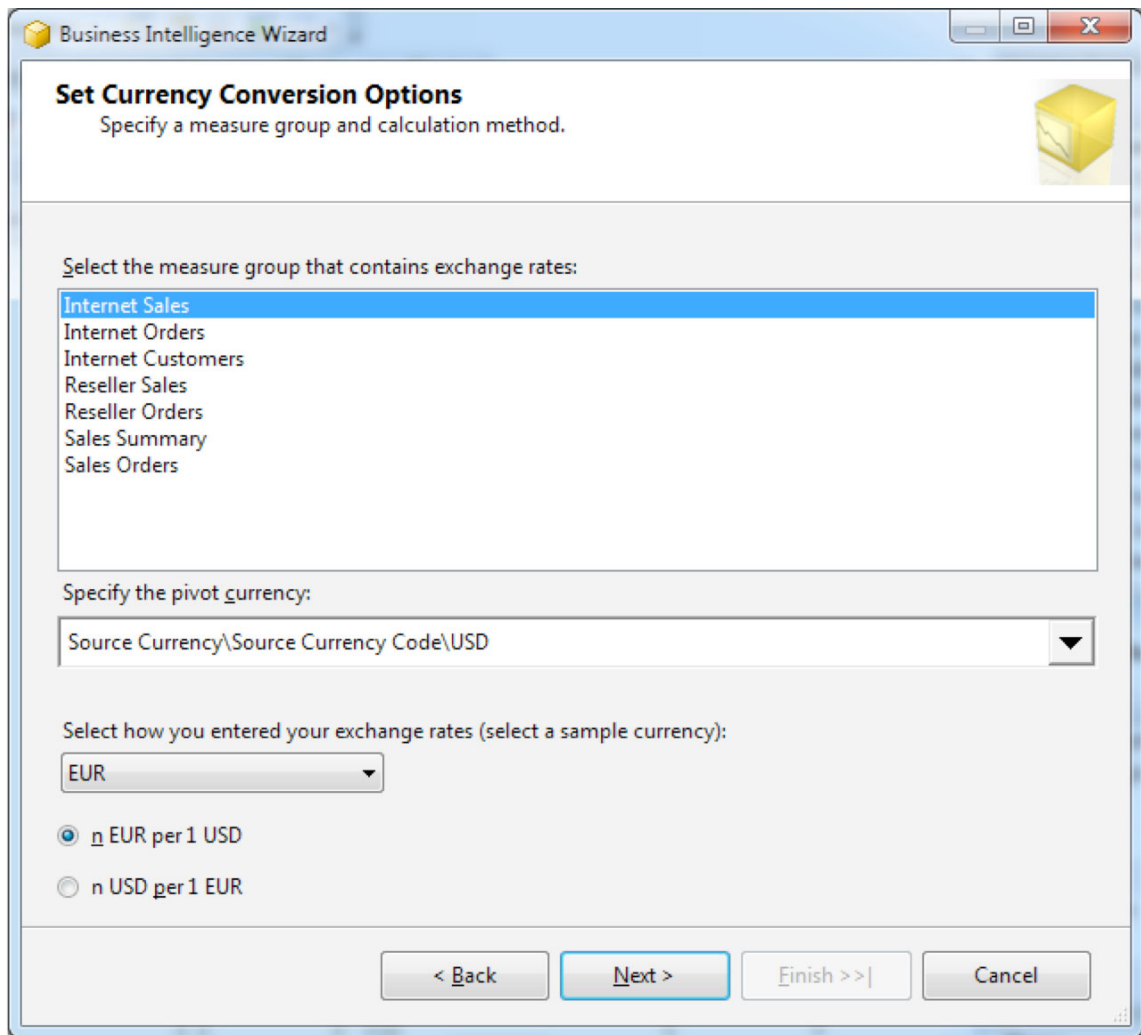 Business Intelligence Wizard
Set Currency Conversion Options
Specify a measure group and calculation method.
Select the measure group that contains exchange rates:
Internet Sales
Internet Orders
Internet Customers
Reseller Sales
Reseller Orders
Sales Summary
Sales Orders
Specify the pivot currency:
Source Currency\Source Currency Code\USD
Select how you entered your exchange rates (select a sample currency):
EUR
n EUR per 1 USD
n USD per 1 EUR
< Back Next > Finish >>| Cancel